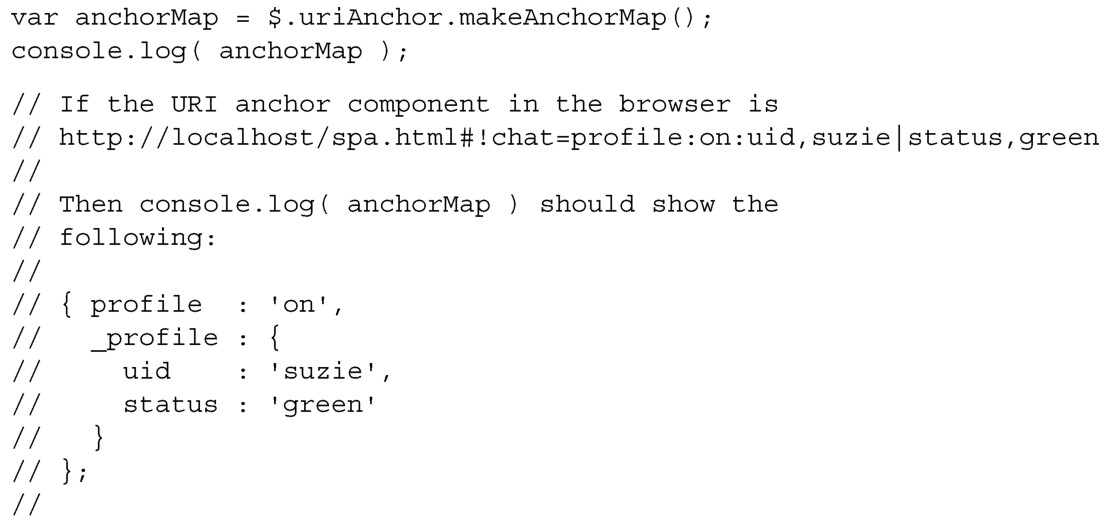 var anchorMap = $.uriAnchor.makeAnchorMap();
console.log( anchorMap );
// If the URI anchor component in the browser is
// http://localhost/spa.html#!chat=profile:on:uid,suzie|status,green
//
// Then console.log( anchorMap ) should show the
// following:
//
// { profile  : 'on',
//   _profile : {
//     uid    : 'suzie',
//     status : 'green'
//   }
// };
//